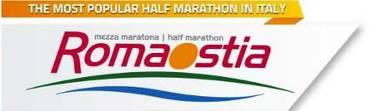 THE MOST POPULAR HALF MARATHON IN ITALY
mezza maratona | half marathon
RomaOstia